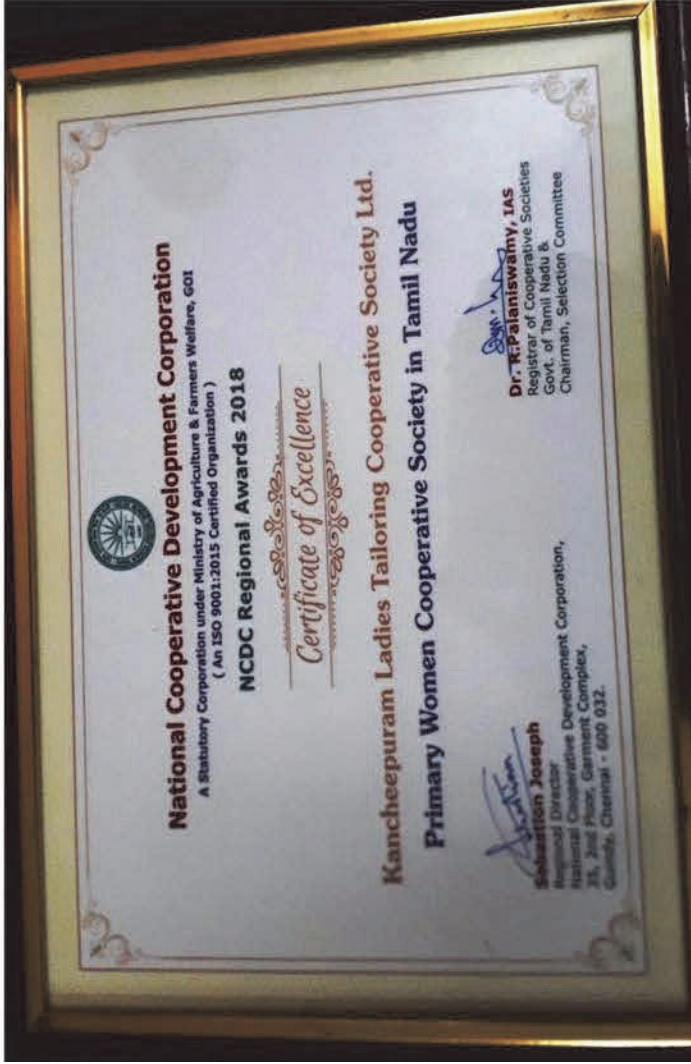 National Cooperative Development Corporation
A Statutory Corporation under Ministry of Agriculture & Farmers Welfare, GOI
( An ISO 9001:2015 Certified Organization )
NCDC Regional Awards 2018
Certificate of Excellence
Kancheepuram Ladies Tailoring Cooperative Society Ltd.
Primary Women Cooperative Society in Tamil Nadu
Sebastian Joseph
Regional Director
National Cooperative Development Corporation,
35, 2nd Floor, Garment Complex,
Guindy, Chennai - 600 032.
Dr. R.Palaniswamy, IAS
Registrar of Cooperative Societies
Govt. of Tamil Nadu &
Chairman, Selection Committee